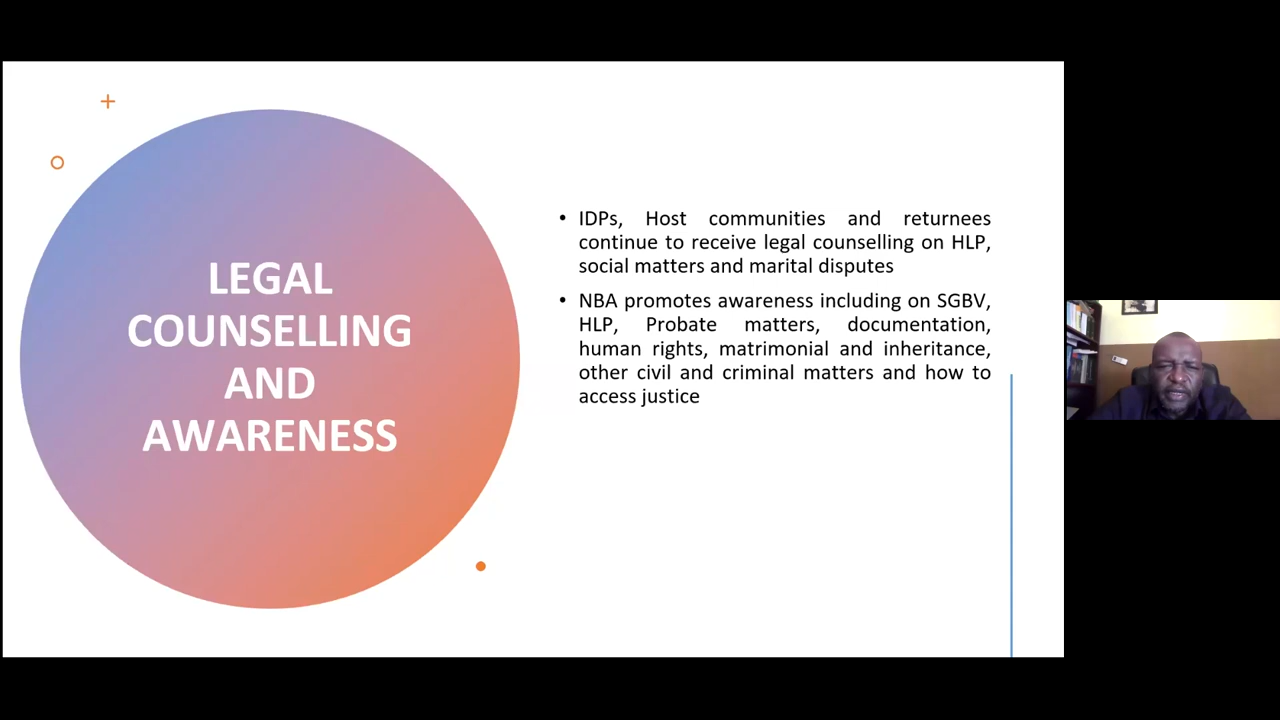 LEGAL
COUNSELLING
AND
AWARENESS
• IDPs, Host communities and returnees
continue to receive legal counselling on HLP,
social matters and marital disputes
• NBA promotes awareness including on SGBV,
HLP, Probate matters, documentation,
human rights, matrimonial and inheritance,
other civil and criminal matters and how to
access justice